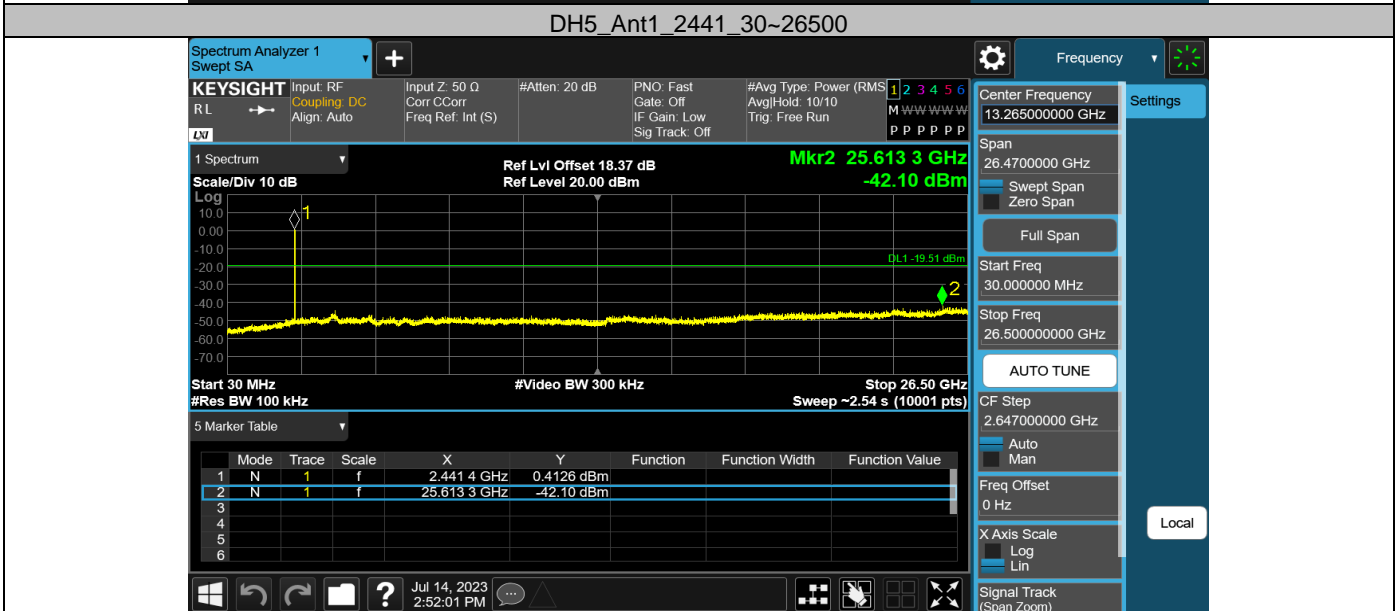 DH5_Ant1_2441_30~26500
Spectrum Analyzer 1
Swept SA
Frequency
KEYSIGHT
R L
LXI
Input: RF
Coupling: DC
Align: Auto
Input Z: 50 Ω
Corr CCorr
Freq Ref: Int (S)
#Atten: 20 dB
PNO: Fast
Gate: Off
IF Gain: Low
Sig Track: Off
#Avg Type: Power (RMS
Avg|Hold: 10/10
Trig: Free Run
1 2 3 4 5 6
M W W W W W
P P P P P P
1 Spectrum
Scale/Div 10 dB
Ref Lvl Offset 18.37 dB
Ref Level 20.00 dBm
Mkr2 25.613 3 GHz
-42.10 dBm
Log
10.0
0.00
-10.0
-20.0
-30.0
-40.0
-50.0
-60.0
-70.0
1
DL1 -19.51 dBm
2
Start 30 MHz
#Res BW 100 kHz
#Video BW 300 kHz
Stop 26.50 GHz
Sweep ~2.54 s (10001 pts)
5 Marker Table
Mode Trace Scale X Y Function Function Width Function Value
1 N 1 f 2.441 4 GHz 0.4126 dBm
2 N 1 f 25.613 3 GHz -42.10 dBm
3
4
5
6
?
Jul 14, 2023
2:52:01 PM
Center Frequency
13.265000000 GHz
Settings
Span
26.4700000 GHz
Swept Span
Zero Span
Full Span
Start Freq
30.000000 MHz
Stop Freq
26.500000000 GHz
AUTO TUNE
CF Step
2.647000000 GHz
Auto
Man
Freq Offset
0 Hz
Local
X Axis Scale
Log
Lin
Signal Track
(Span Zoom)